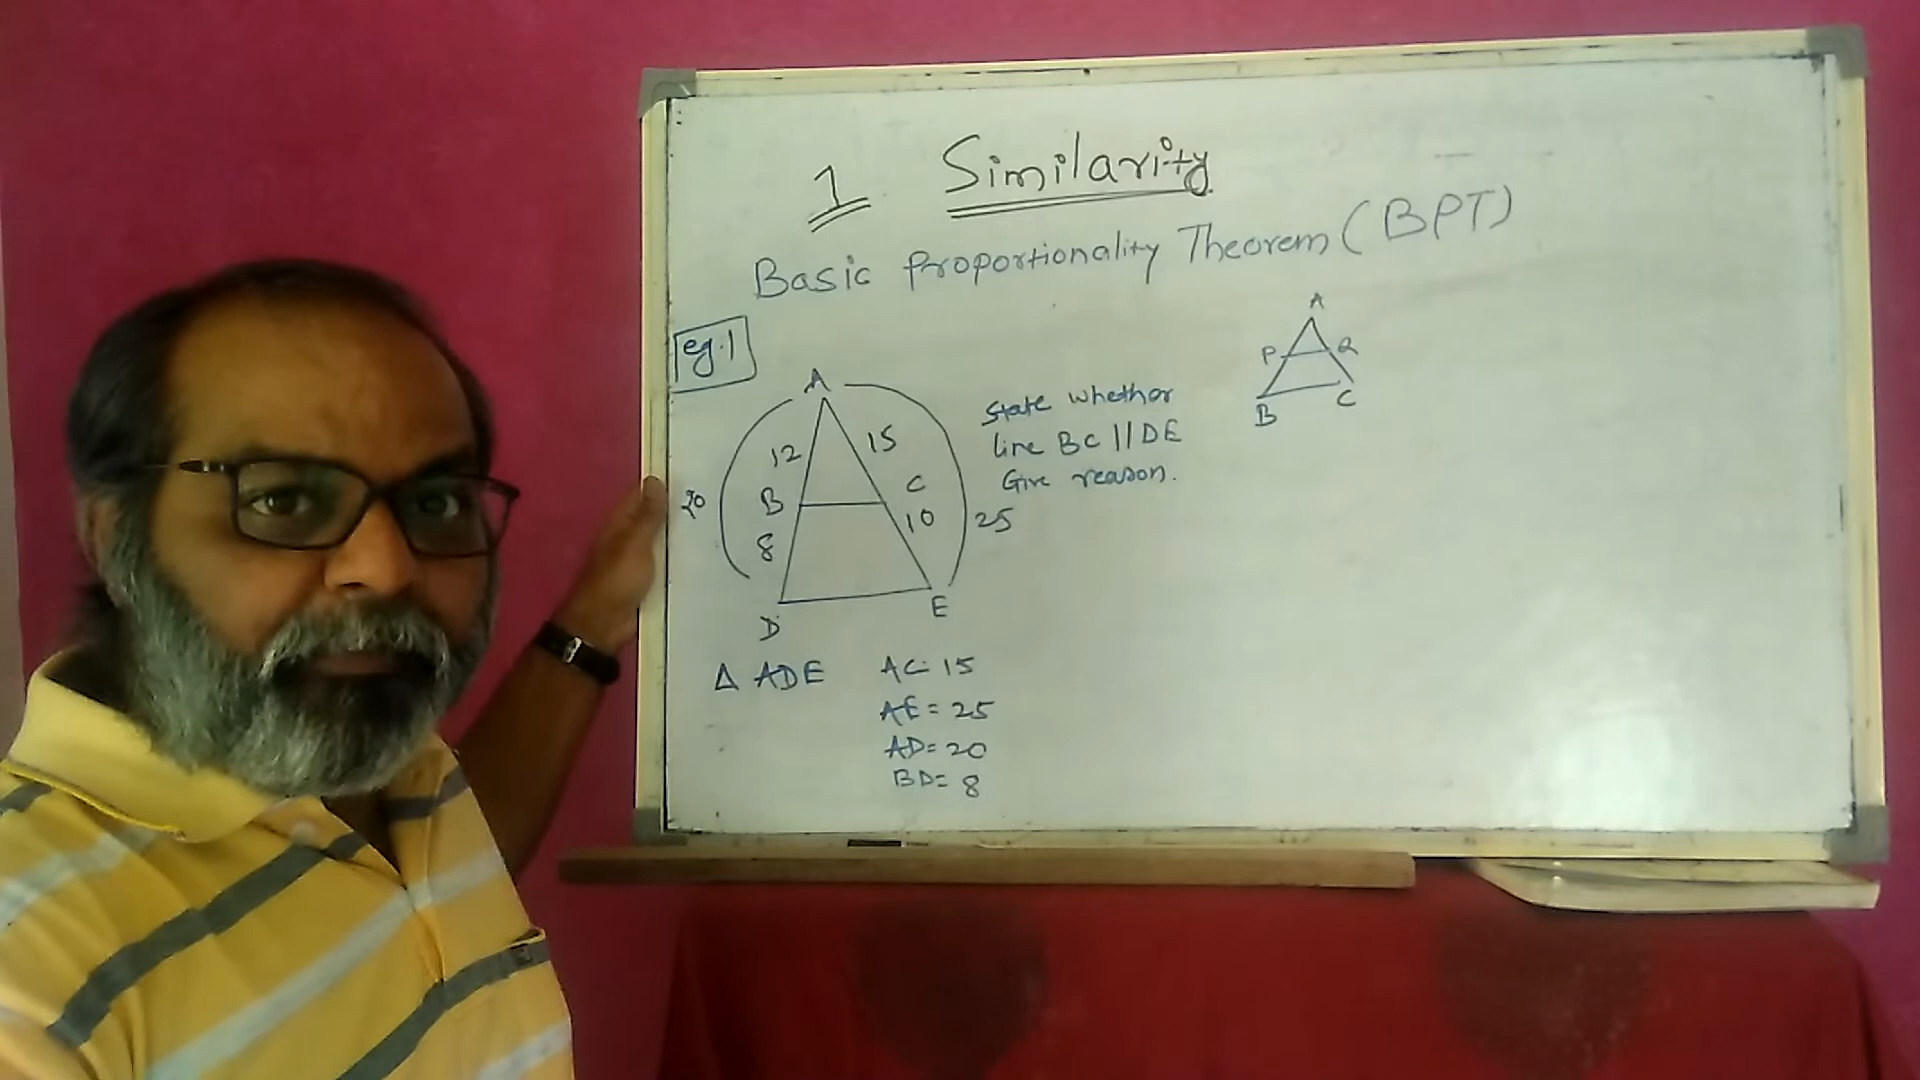 1 Similarity
Basic Proportionality Theorem (BPT)
eg.1
A
12
15
B
C
8
10
20
25
D
E
State whether
line BC || DE
Give reason.
A
P
Q
B
C
Δ ADE AC = 15
AE = 25
AD = 20
BD = 8